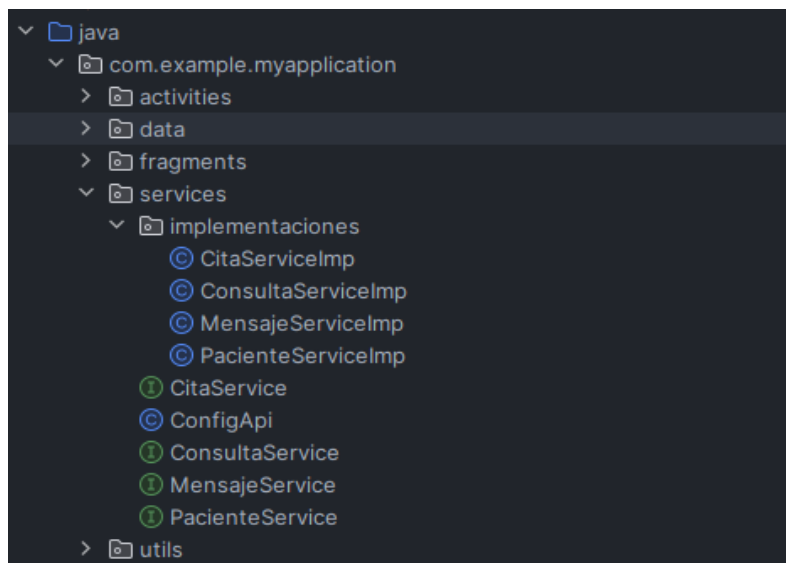 java
com.example.myapplication
activities
data
fragments
services
implementaciones
CitaServiceImp
ConsultaServiceImp
MensajeServiceImp
PacienteServiceImp
CitaService
ConfigApi
ConsultaService
MensajeService
PacienteService
utils